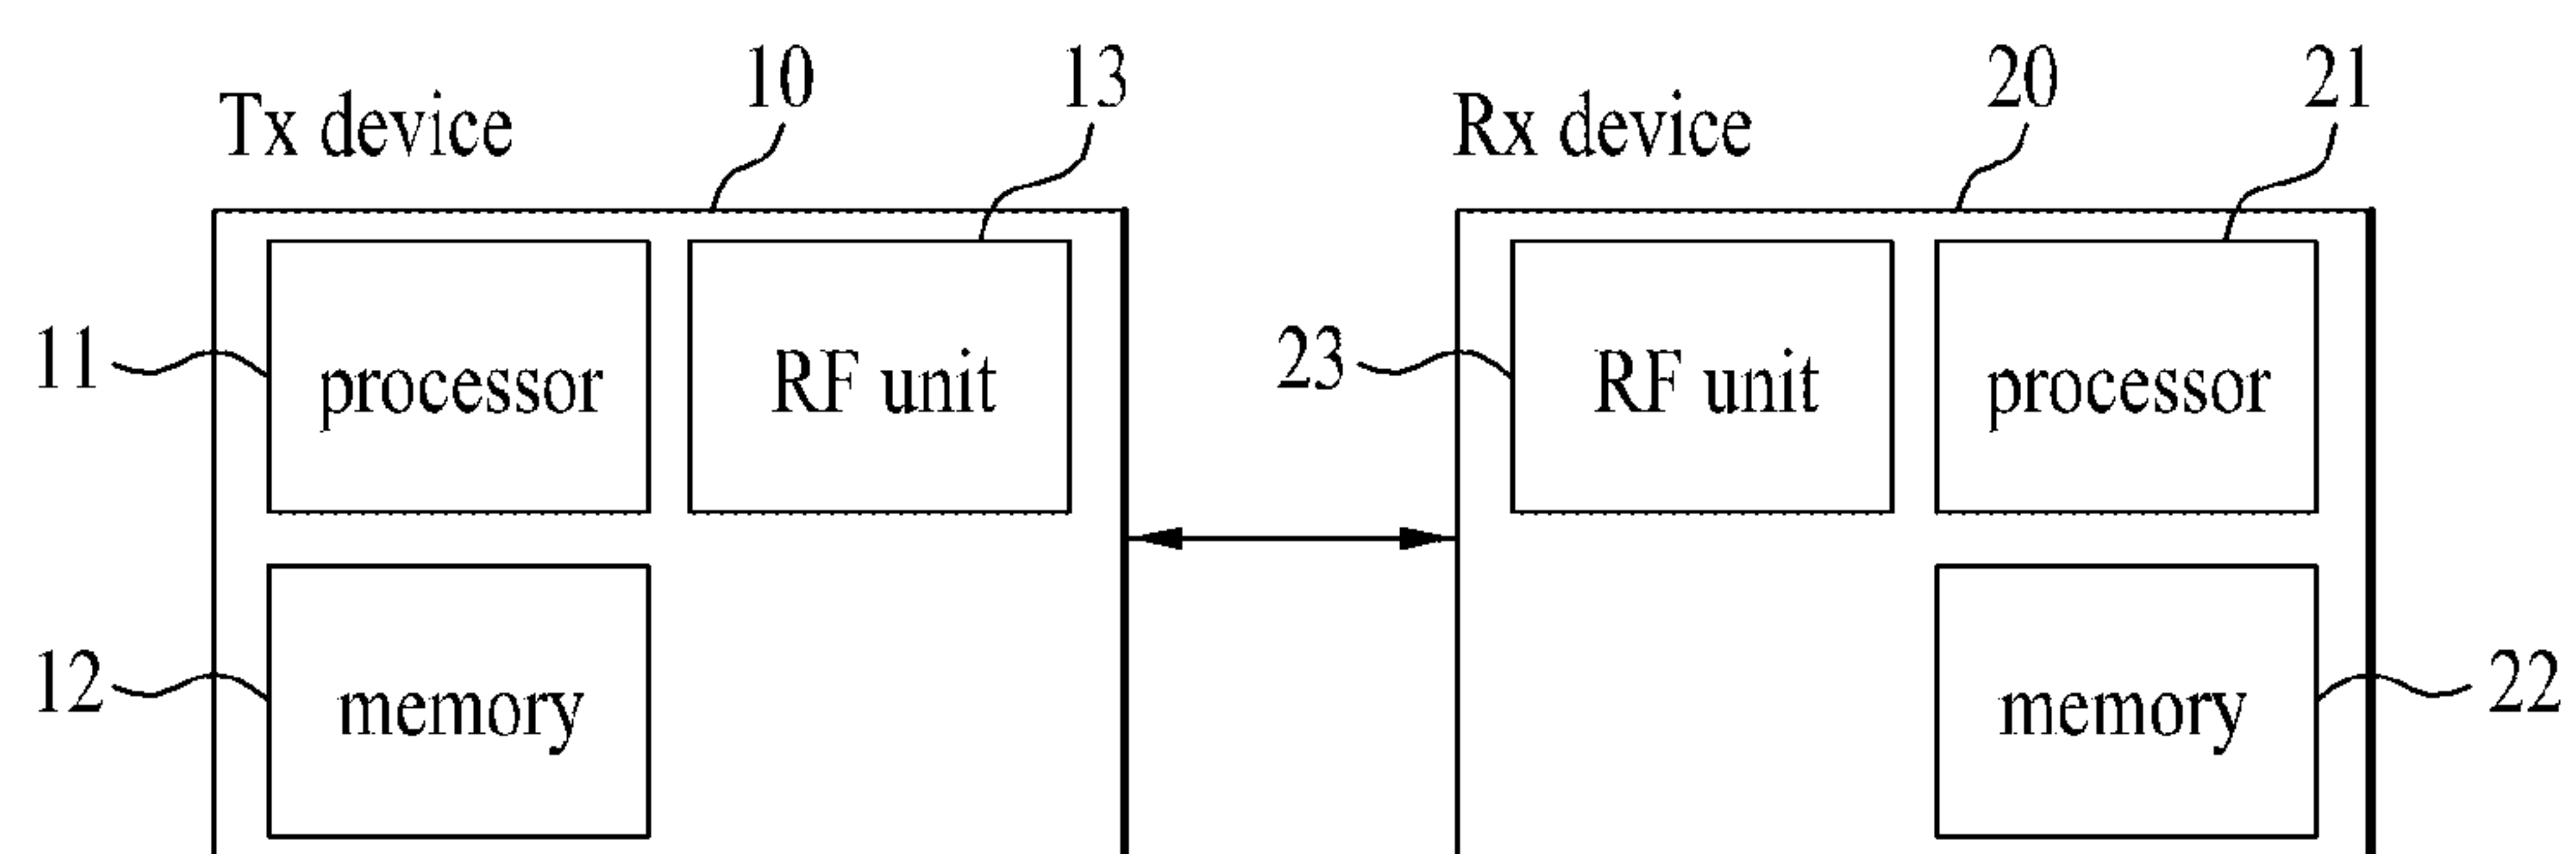 10 13 20 21
Tx device Rx device
11 processor RF unit 23 RF unit processor
12 memory memory 22